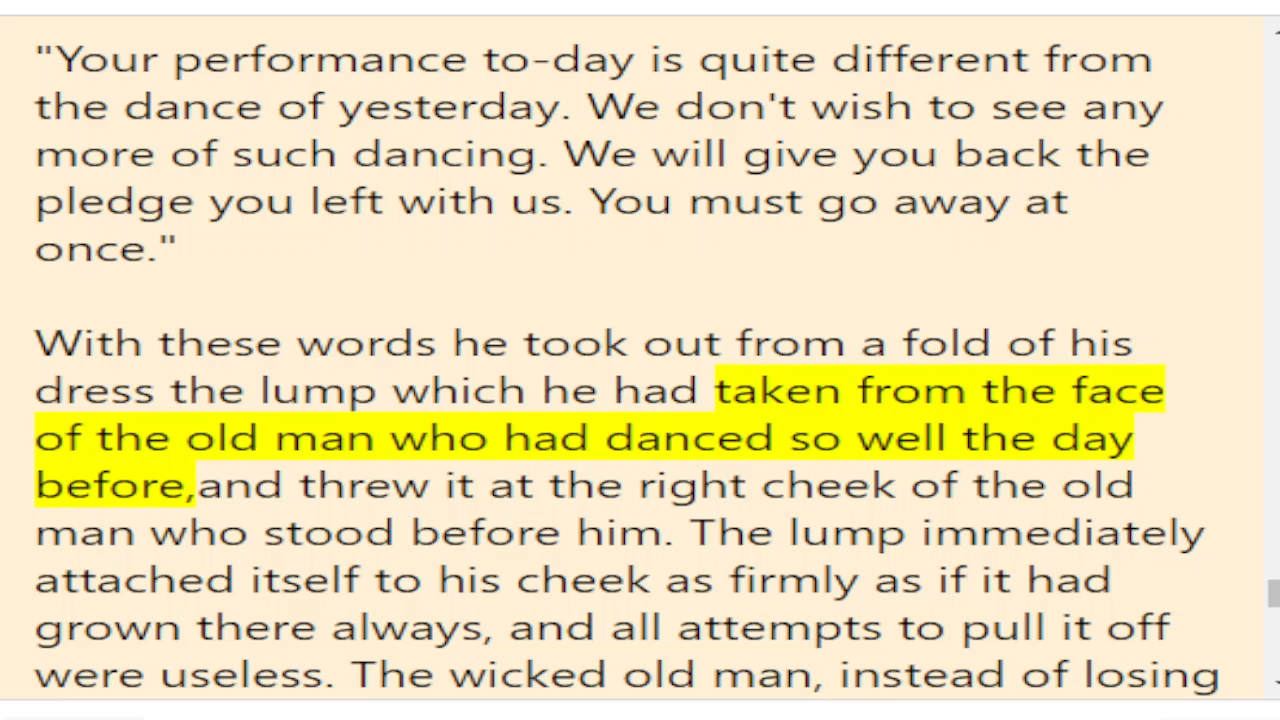 "Your performance to-day is quite different from
the dance of yesterday. We don't wish to see any
more of such dancing. We will give you back the
pledge you left with us. You must go away at
once."
With these words he took out from a fold of his
dress the lump which he had taken from the face
of the old man who had danced so well the day
before,and threw it at the right cheek of the old
man who stood before him. The lump immediately
attached itself to his cheek as firmly as if it had
grown there always, and all attempts to pull it off
were useless. The wicked old man, instead of losing